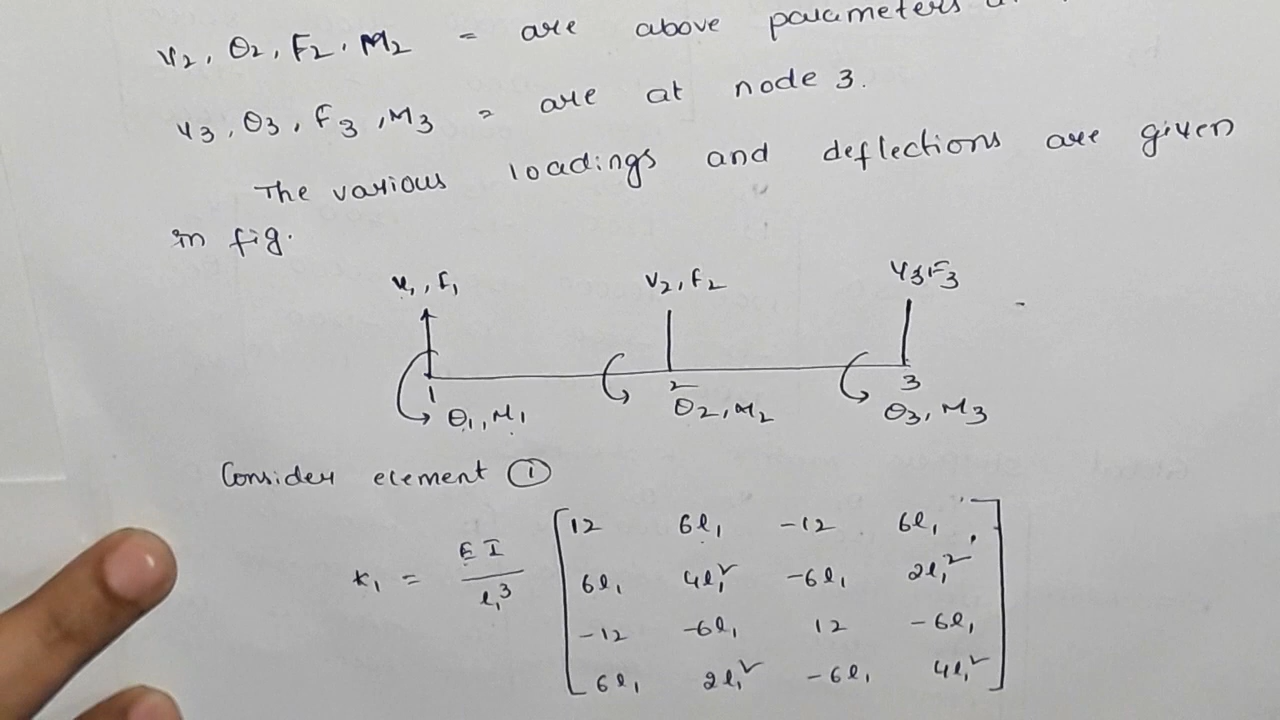 v₂, θ₂, F₂, M₂ = are above parameters
v₃, θ₃, F₃, M₃ = are at node 3.
The various loadings and deflections are given
in fig.
v₁, F₁ v₂, F₂ v₃, F₃
1 2 3
θ₁, M₁ θ₂, M₂ θ₃, M₃
Consider element ①
k₁ = EI / l₁³
12 6l₁ -12 6l₁
6l₁ 4l₁² -6l₁ 2l₁²
-12 -6l₁ 12 -6l₁
6l₁ 2l₁² -6l₁ 4l₁²